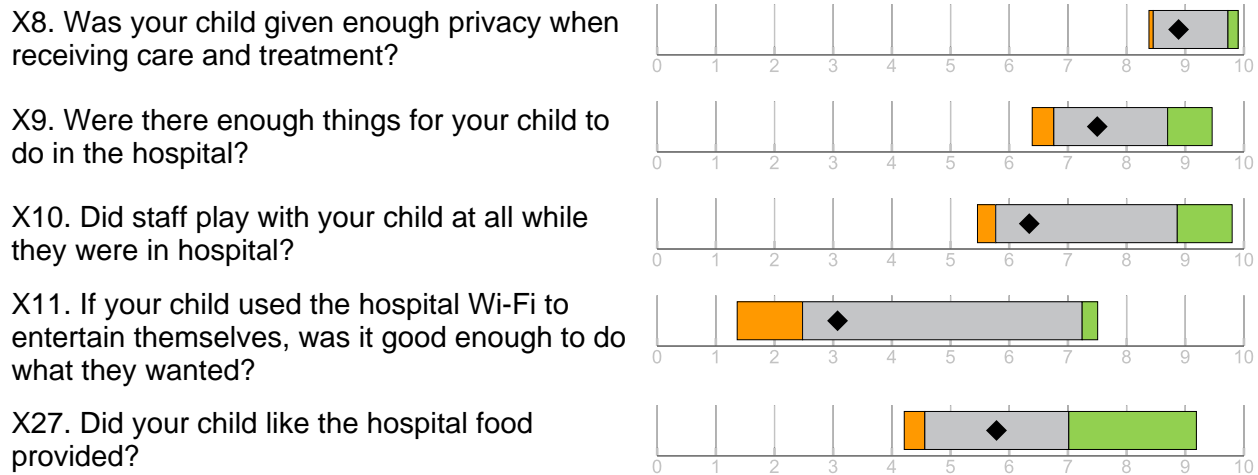 X8. Was your child given enough privacy when
receiving care and treatment?
0 1 2 3 4 5 6 7 8 9 10
X9. Were there enough things for your child to
do in the hospital?
0 1 2 3 4 5 6 7 8 9 10
X10. Did staff play with your child at all while
they were in hospital?
0 1 2 3 4 5 6 7 8 9 10
X11. If your child used the hospital Wi-Fi to
entertain themselves, was it good enough to do
what they wanted?
0 1 2 3 4 5 6 7 8 9 10
X27. Did your child like the hospital food
provided?
0 1 2 3 4 5 6 7 8 9 10